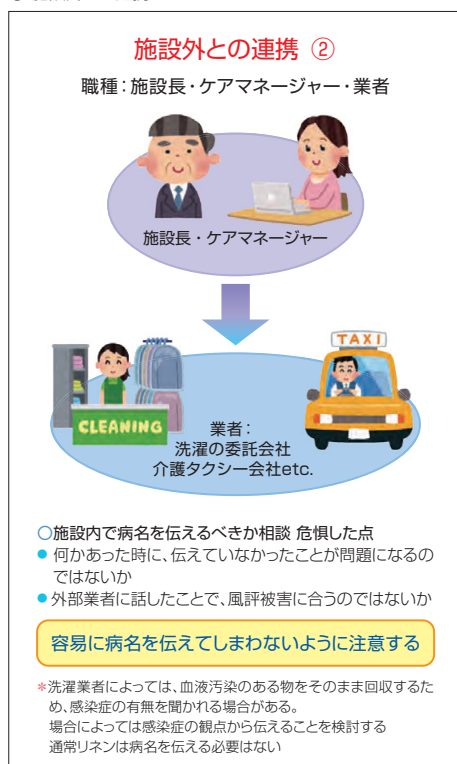 施設外との連携 ②
職種：施設長・ケアマネージャー・業者
施設長・ケアマネージャー
TAXI
CLEANING
業者：
洗濯の委託会社
介護タクシー会社etc.
○施設内で病名を伝えるべきか相談 危惧した点
● 何かあった時に、伝えていなかったことが問題になるの
ではないか
● 外部業者に話したことで、風評被害に合うのではないか
容易に病名を伝えてしまわないように注意する
＊洗濯業者によっては、血液汚染のある物をそのまま回収するた
め、感染症の有無を聞かれる場合がある。
場合によっては感染症の観点から伝えることを検討する
通常リネンは病名を伝える必要はない